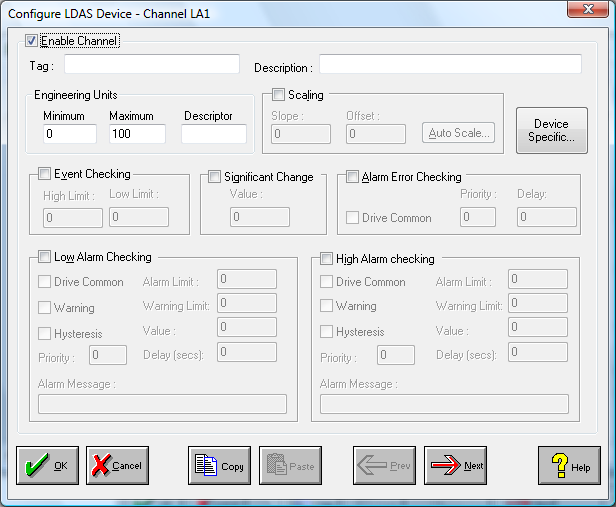 Configure LDAS Device - Channel LA1
Enable Channel
Tag : Description :
Engineering Units
Minimum Maximum Descriptor
0 100
Scaling
Slope : Offset :
0 0 Auto Scale...
Device Specific...
Event Checking
High Limit : Low Limit :
0 0
Significant Change
Value :
0
Alarm Error Checking
Priority : Delay:
Drive Common 0 0
Low Alarm Checking
Drive Common Alarm Limit : 0
Warning Warning Limit: 0
Hysteresis Value : 0
Priority : 0 Delay (secs): 0
Alarm Message :
High Alarm checking
Drive Common Alarm Limit : 0
Warning Warning Limit: 0
Hysteresis Value : 0
Priority : 0 Delay (secs): 0
Alarm Message :
OK Cancel Copy Paste Prev Next Help